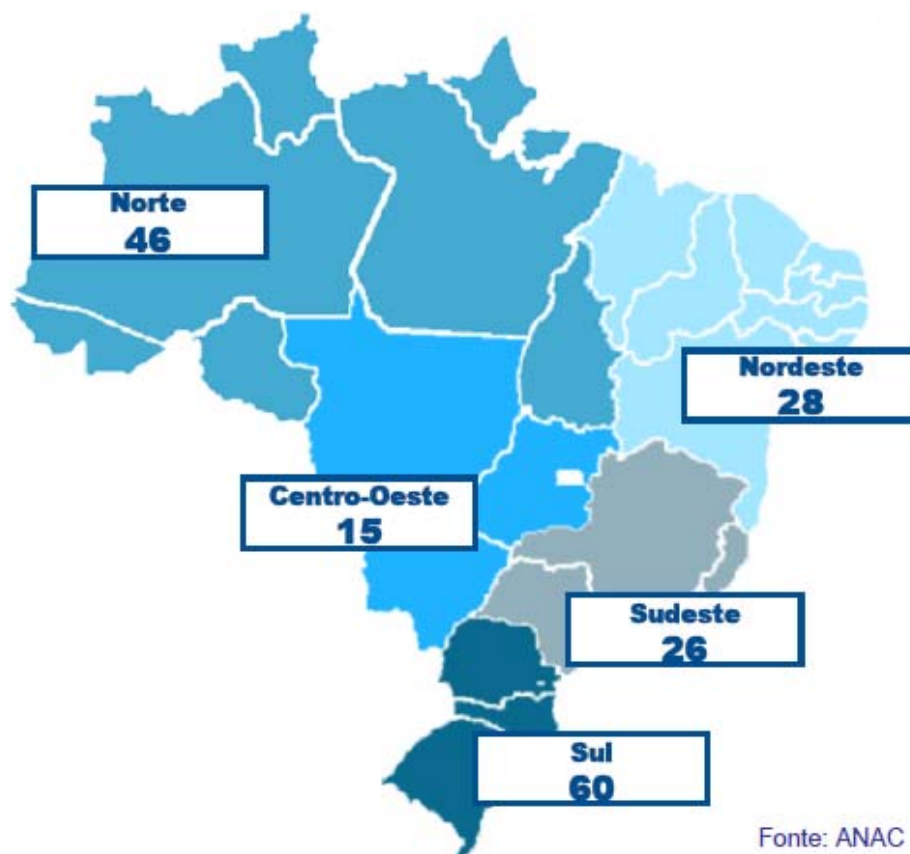 Norte
46
Nordeste
28
Centro-Oeste
15
Sudeste
26
Sul
60
Fonte: ANAC